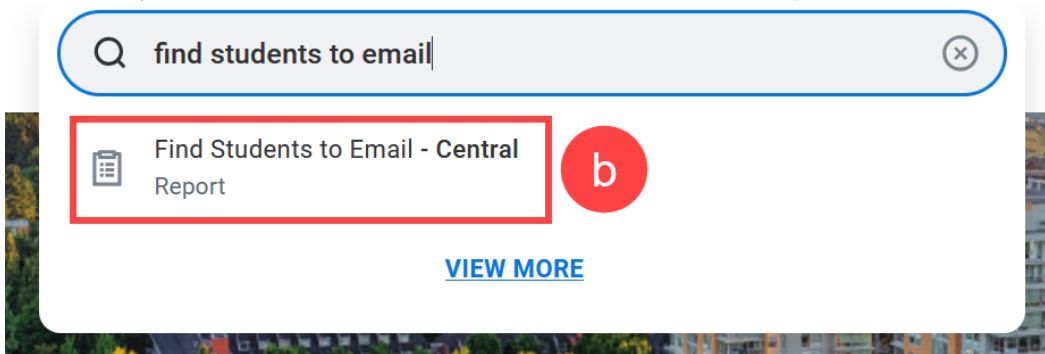 find students to email
Find Students to Email - Central
Report
b
VIEW MORE